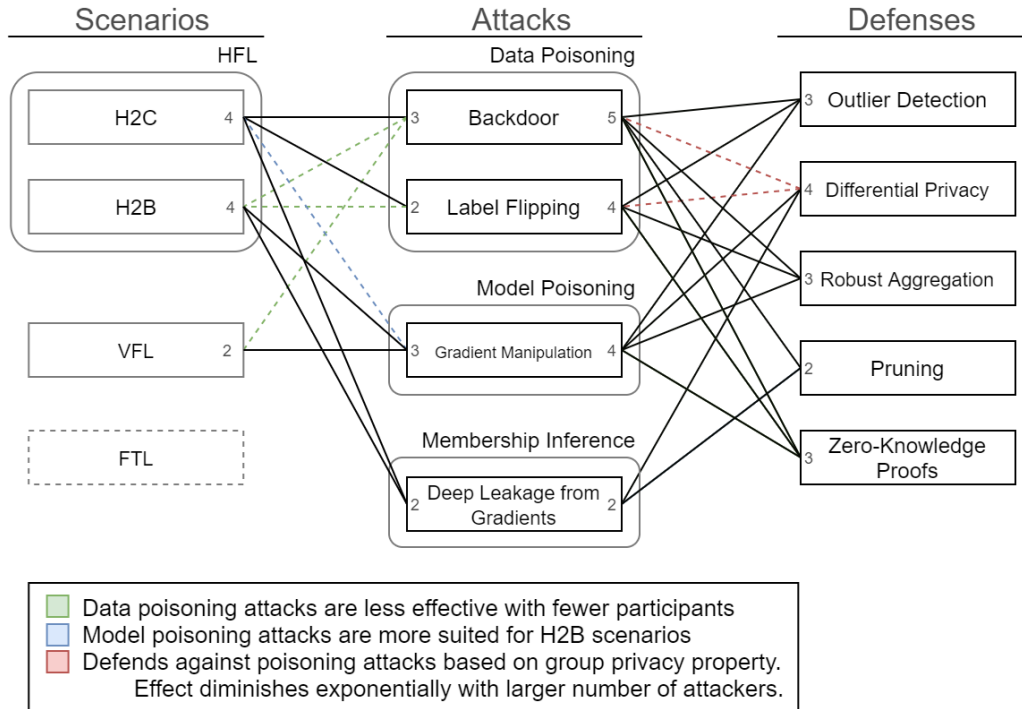 Scenarios
Attacks
Defenses
HFL
H2C
4
H2B
4
VFL
2
FTL
Data Poisoning
3
Backdoor
5
2
Label Flipping
4
Model Poisoning
3
Gradient Manipulation
4
Membership Inference
2
Deep Leakage from
Gradients
2
3
Outlier Detection
4
Differential Privacy
3
Robust Aggregation
2
Pruning
3
Zero-Knowledge
Proofs
Data poisoning attacks are less effective with fewer participants
Model poisoning attacks are more suited for H2B scenarios
Defends against poisoning attacks based on group privacy property.
Effect diminishes exponentially with larger number of attackers.